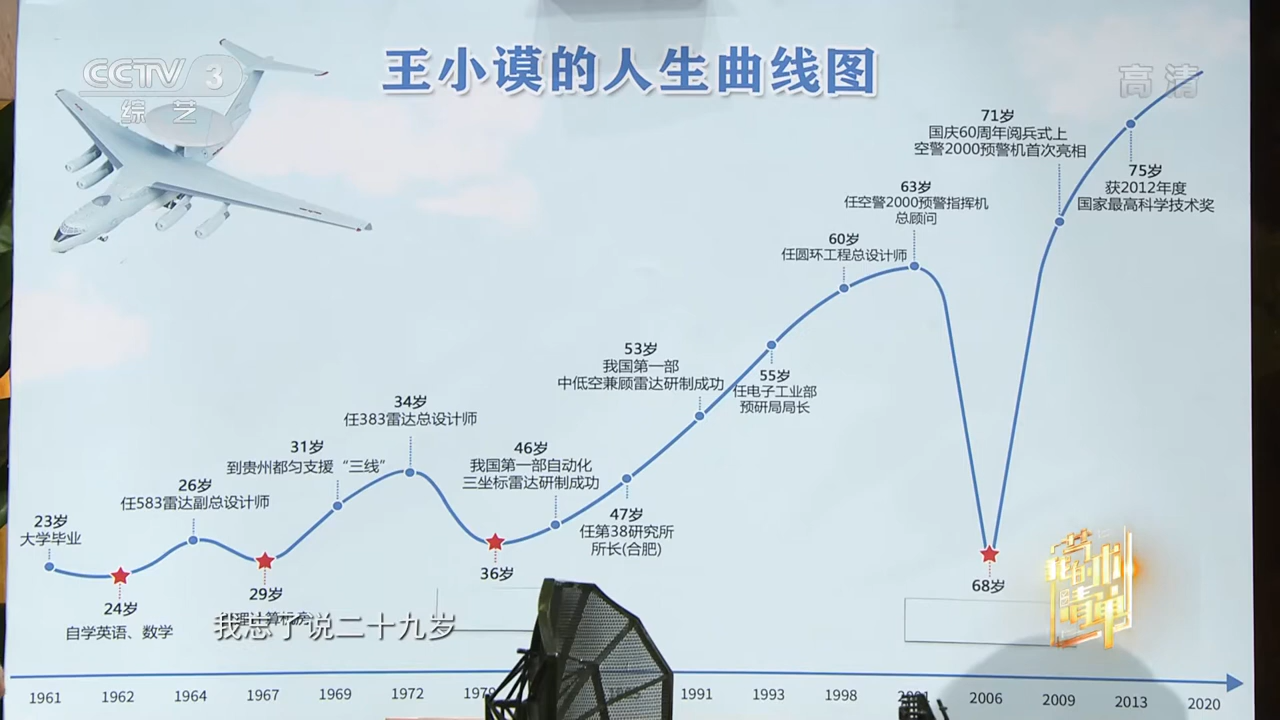 CCTV 3
综艺
高清
王小谟的人生曲线图
23岁
大学毕业
24岁
自学英语、数学
26岁
任583雷达副总设计师
29岁
31岁
到贵州都匀支援“三线”
34岁
任383雷达总设计师
36岁
46岁
我国第一部自动化
三坐标雷达研制成功
47岁
任第38研究所
所长(合肥)
53岁
我国第一部
中低空兼顾雷达研制成功
55岁
任电子工业部
预研局局长
60岁
任圆环工程总设计师
63岁
任空警2000预警指挥机
总顾问
68岁
71岁
国庆60周年阅兵式上
空警2000预警机首次亮相
75岁
获2012年度
国家最高科学技术奖
我忘了说二十九岁
我的艺术清单
1961 1962 1964 1967 1969 1972 1991 1993 1998 2006 2009 2013 2020